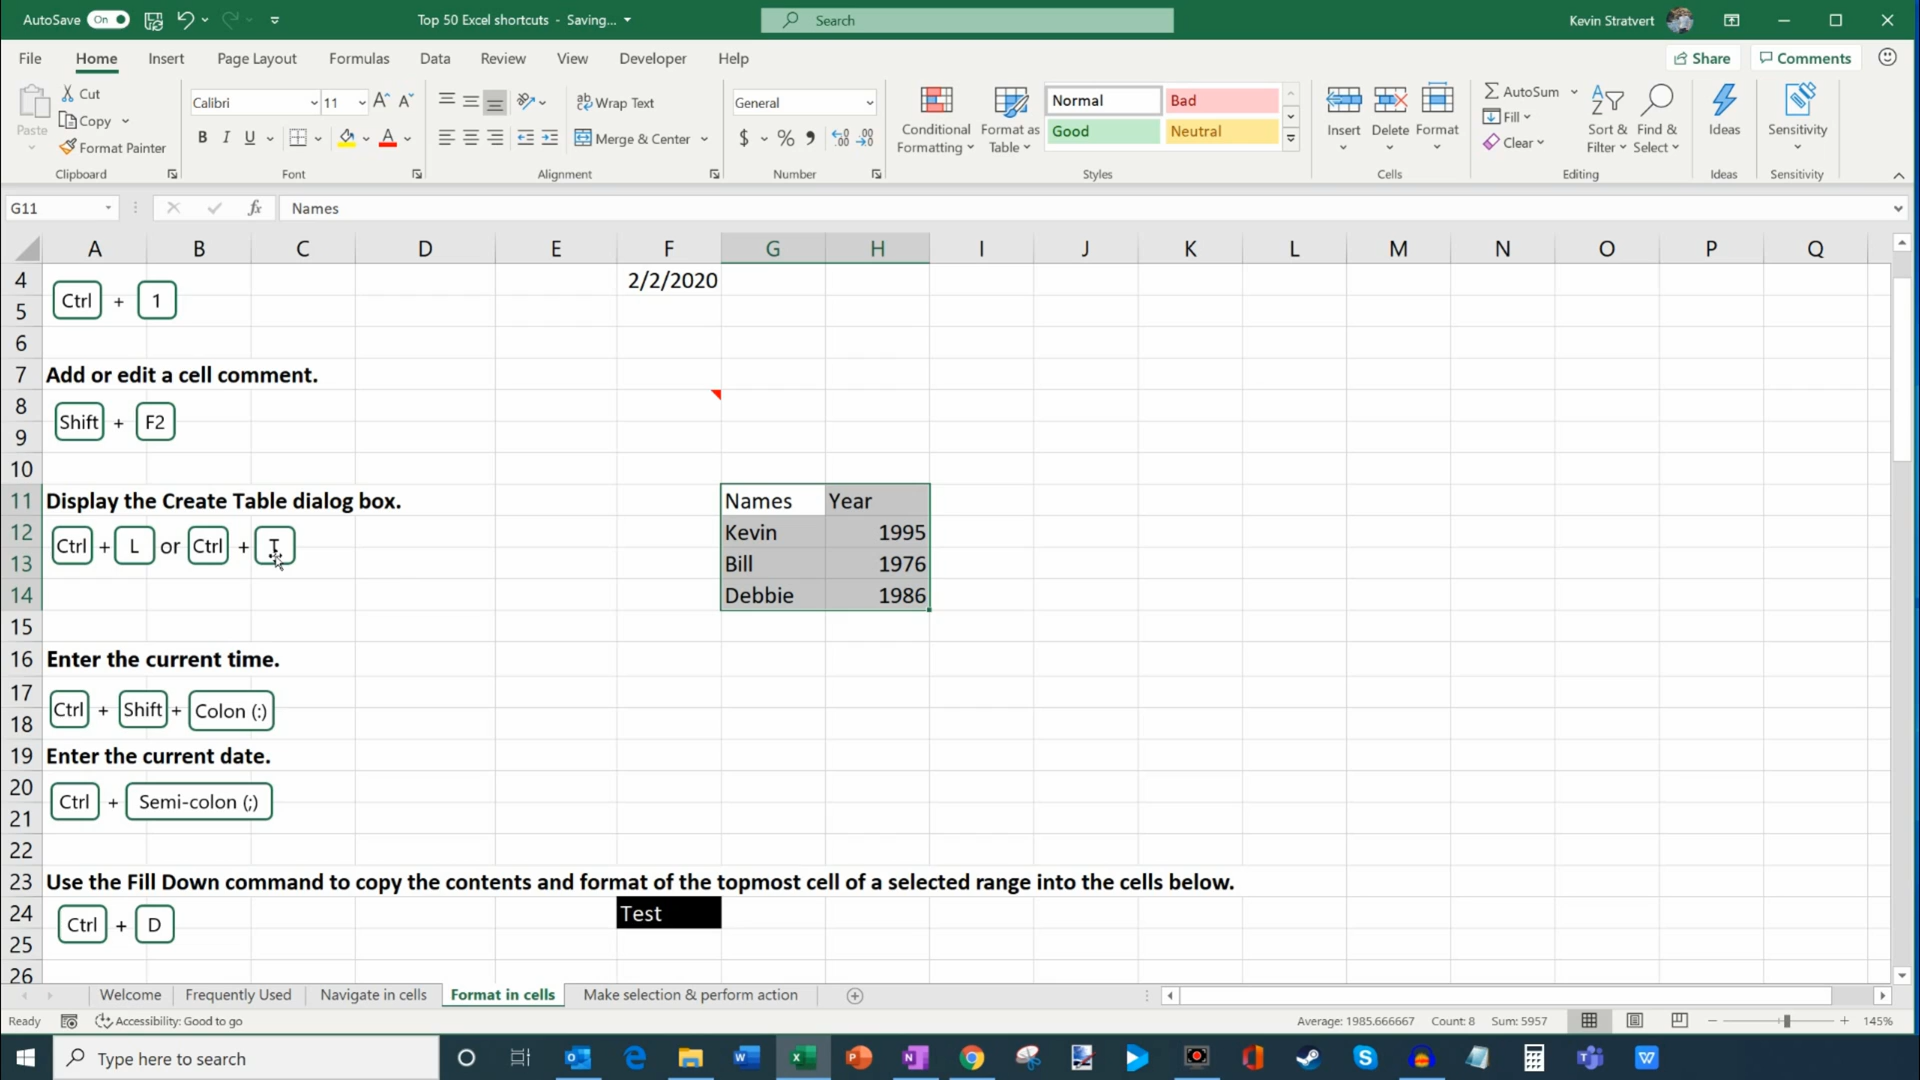 AutoSave On Top 50 Excel shortcuts - Saving... Search Kevin Stratvert
File Home Insert Page Layout Formulas Data Review View Developer Help Share Comments
Paste Cut Copy Format Painter Clipboard
Calibri 11 B I U A Font
Wrap Text Merge & Center Alignment
General $ % Number
Conditional Formatting Format as Table Normal Bad Good Neutral Styles
Insert Delete Format Cells
AutoSum Fill Clear Sort & Filter Find & Select Editing
Ideas Ideas
Sensitivity Sensitivity
G11 fx Names
A B C D E F G H I J K L M N O P Q
4 2/2/2020
Ctrl + 1
5
6
7 Add or edit a cell comment.
8
Shift + F2
9
10
11 Display the Create Table dialog box. Names Year
12 Kevin 1995
Ctrl + L or Ctrl + T
13 Bill 1976
14 Debbie 1986
15
16 Enter the current time.
17
Ctrl + Shift + Colon (:)
18
19 Enter the current date.
20
Ctrl + Semi-colon (;)
21
22
23 Use the Fill Down command to copy the contents and format of the topmost cell of a selected range into the cells below.
24 Test
Ctrl + D
25
26
Welcome Frequently Used Navigate in cells Format in cells Make selection & perform action
Ready Accessibility: Good to go Average: 1985.666667 Count: 8 Sum: 5957 145%
Type here to search